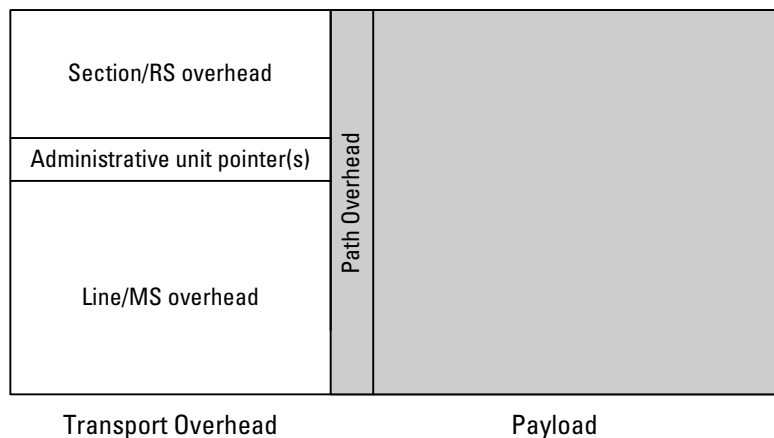 Section/RS overhead
Administrative unit pointer(s)
Line/MS overhead
Path Overhead
Transport Overhead
Payload